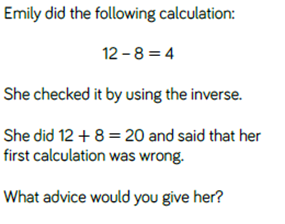 Emily did the following calculation:
12 – 8 = 4
She checked it by using the inverse.
She did 12 + 8 = 20 and said that her
first calculation was wrong.
What advice would you give her?